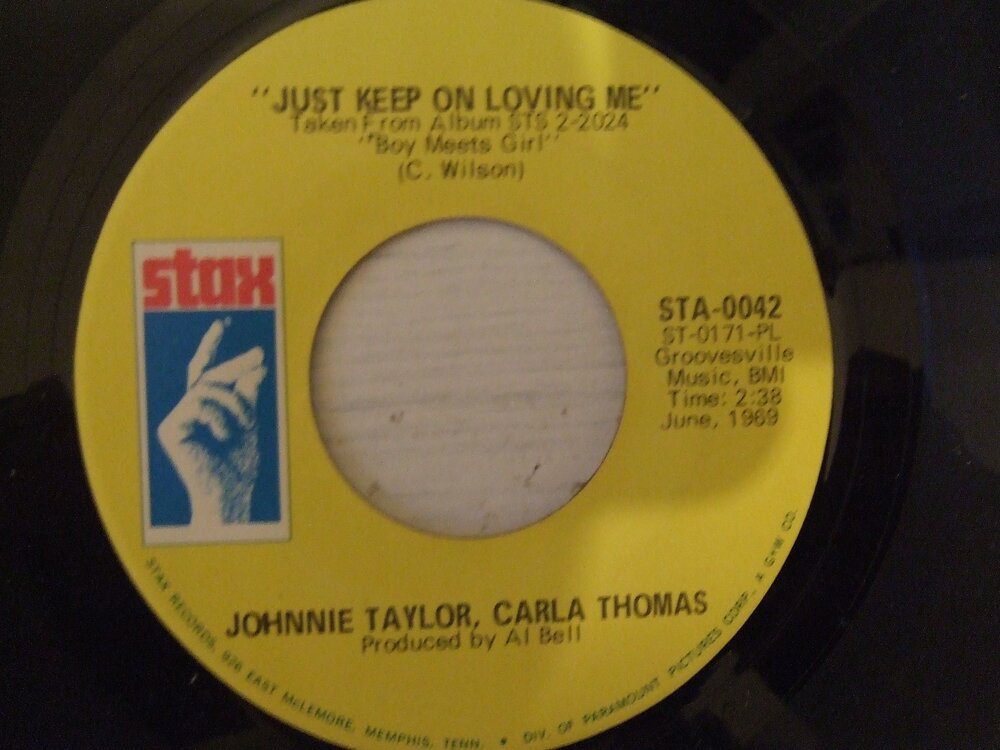 "JUST KEEP ON LOVING ME"
Taken From Album STS 2-2024
"Boy Meets Girl"
(C. Wilson)
stax
STA-0042
ST-0171-PL
Groovesville
Music, BMI
Time: 2:38
June, 1969
JOHNNIE TAYLOR, CARLA THOMAS
Produced by Al Bell
STAX RECORDS, 926 EAST McLEMORE, MEMPHIS, TENN. • DIV. OF PARAMOUNT PICTURES CORP. A G+W CO.